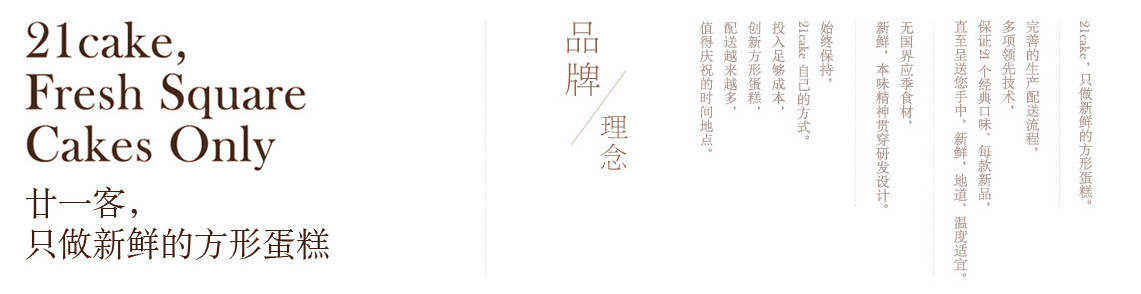 21cake,
Fresh Square
Cakes Only
廿一客，
只做新鲜的方形蛋糕
品牌
理念
21cake，只做新鲜的方形蛋糕。
完善的生产配送流程，
多项领先技术，
保证 21 个经典口味、每款新品，
直至呈送您手中，新鲜，地道、温度适宜。
无国界应季食材，
新鲜，本味精神贯穿研发设计。
始终保持，
21cake 自己的方式。
投入足够成本，
创新方形蛋糕，
配送越来越多，
值得庆祝的时间地点。